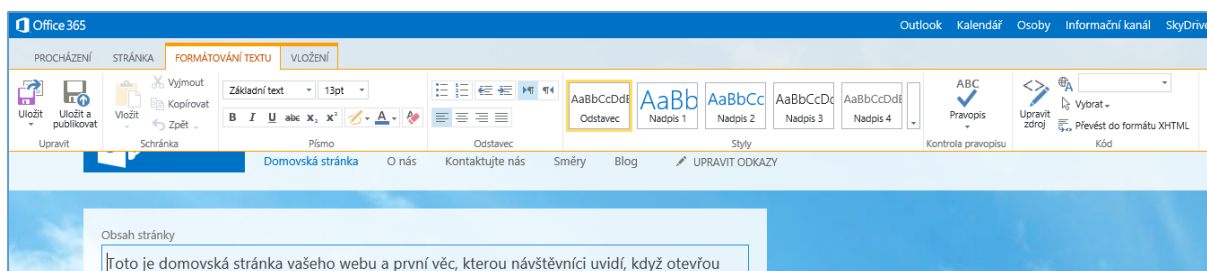 Office 365 Outlook Kalendář Osoby Informační kanál SkyDrive
PROCHÁZENÍ STRÁNKA FORMÁTOVÁNÍ TEXTU VLOŽENÍ
Uložit
Uložit a publikovat
Vložit
Vyjmout
Kopírovat
Zpět
Základní text 13pt
B I U abc x₂ x² A
AaBbCcDdE Odstavec
AaBb Nadpis 1
AaBbCc Nadpis 2
AaBbCcDc Nadpis 3
AaBbCcDdE Nadpis 4
ABC
Pravopis
Upravit zdroj
Vybrat
Převést do formátu XHTML
Upravit Schránka Písmo Odstavec Styly Kontrola pravopisu Kód
Domovská stránka O nás Kontaktujte nás Směry Blog UPRAVIT ODKAZY
Obsah stránky
Toto je domovská stránka vašeho webu a první věc, kterou návštěvníci uvidí, když otevřou